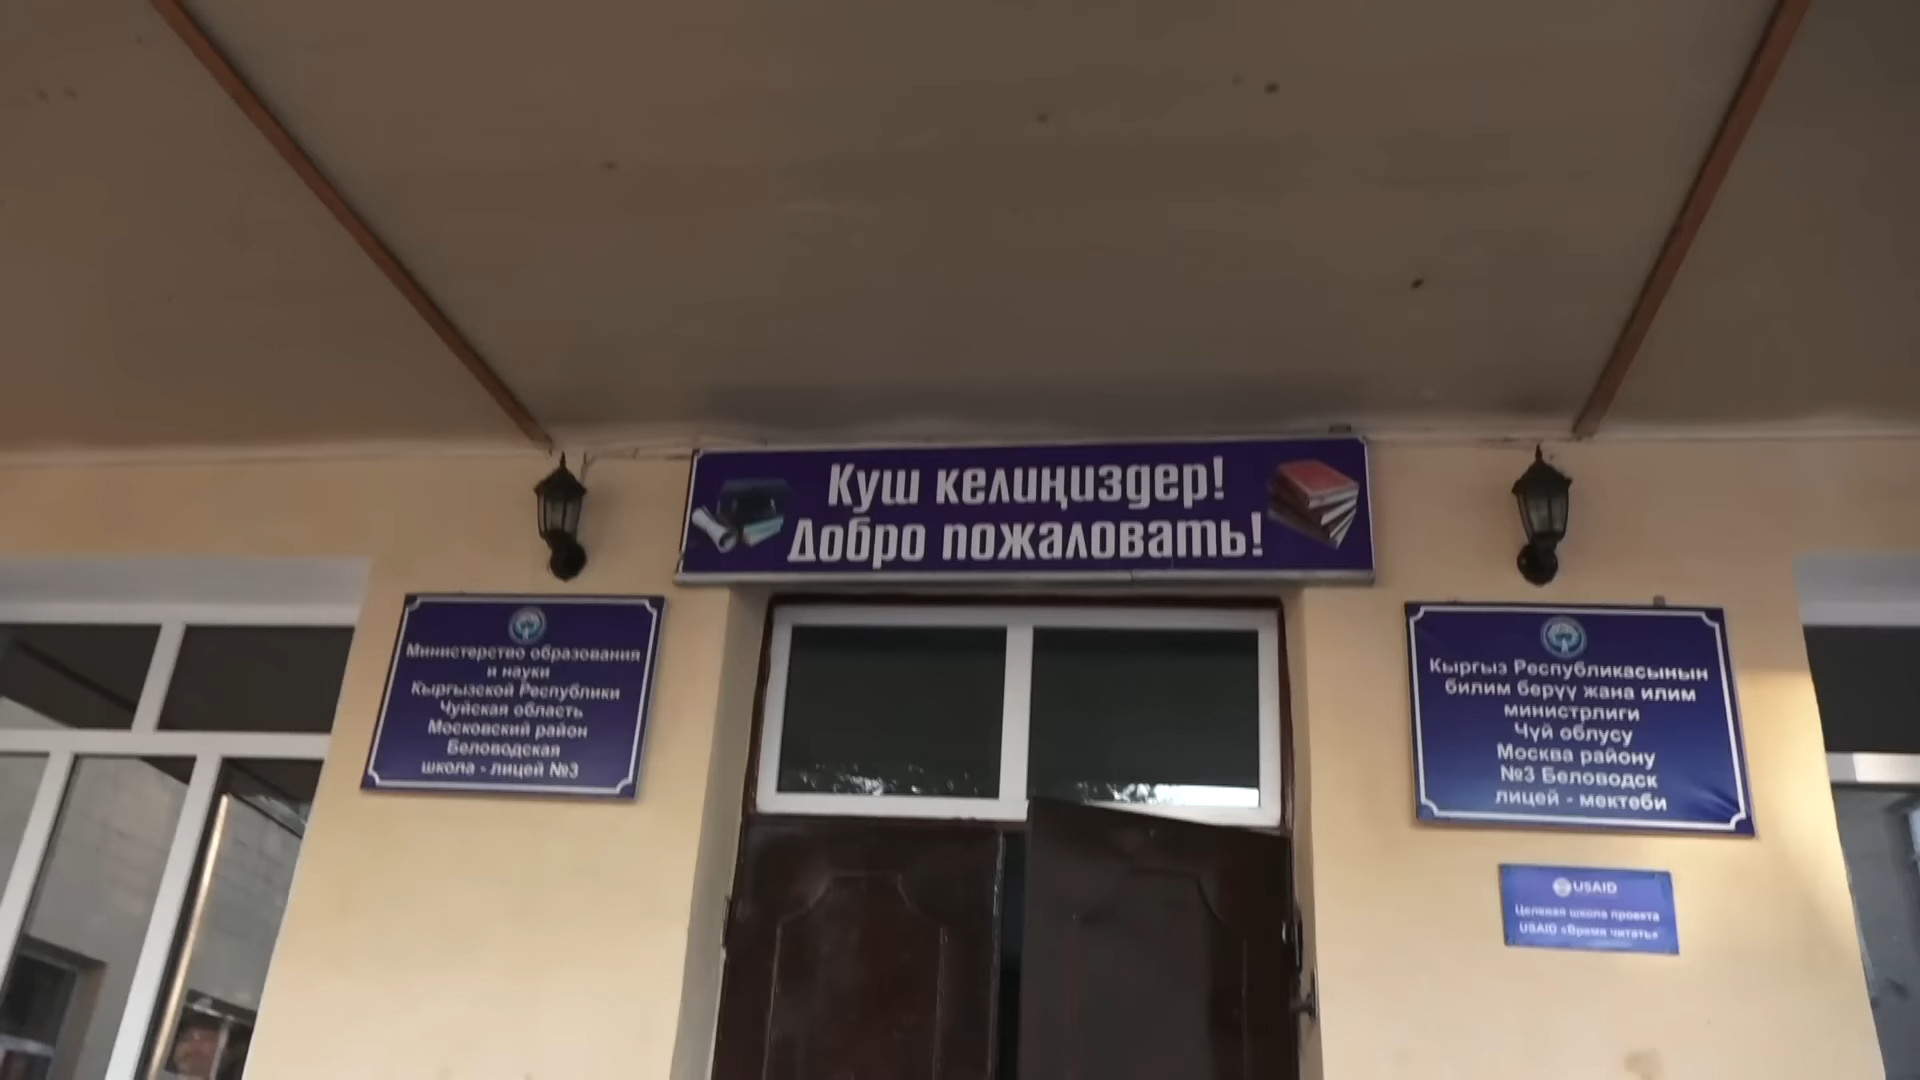 Куш келиңиздер!
Добро пожаловать!
Министерство образования
и науки
Кыргызской Республики
Чуйская область
Московский район
Беловодская
школа - лицей №3
Кыргыз Республикасынын
билим берүү жана илим
министрлиги
Чүй облусу
Москва району
№3 Беловодск
лицей - мектеби
USAID
Целевая школа проекта
USAID «Время читать»